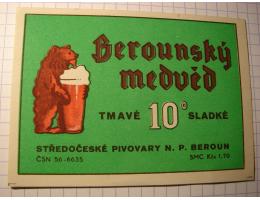 Berounský
medvěd
TMAVÉ 10° SLADKÉ
STŘEDOČESKÉ PIVOVARY N. P. BEROUN
ČSN 56-6635 SMC Kčs 1.70